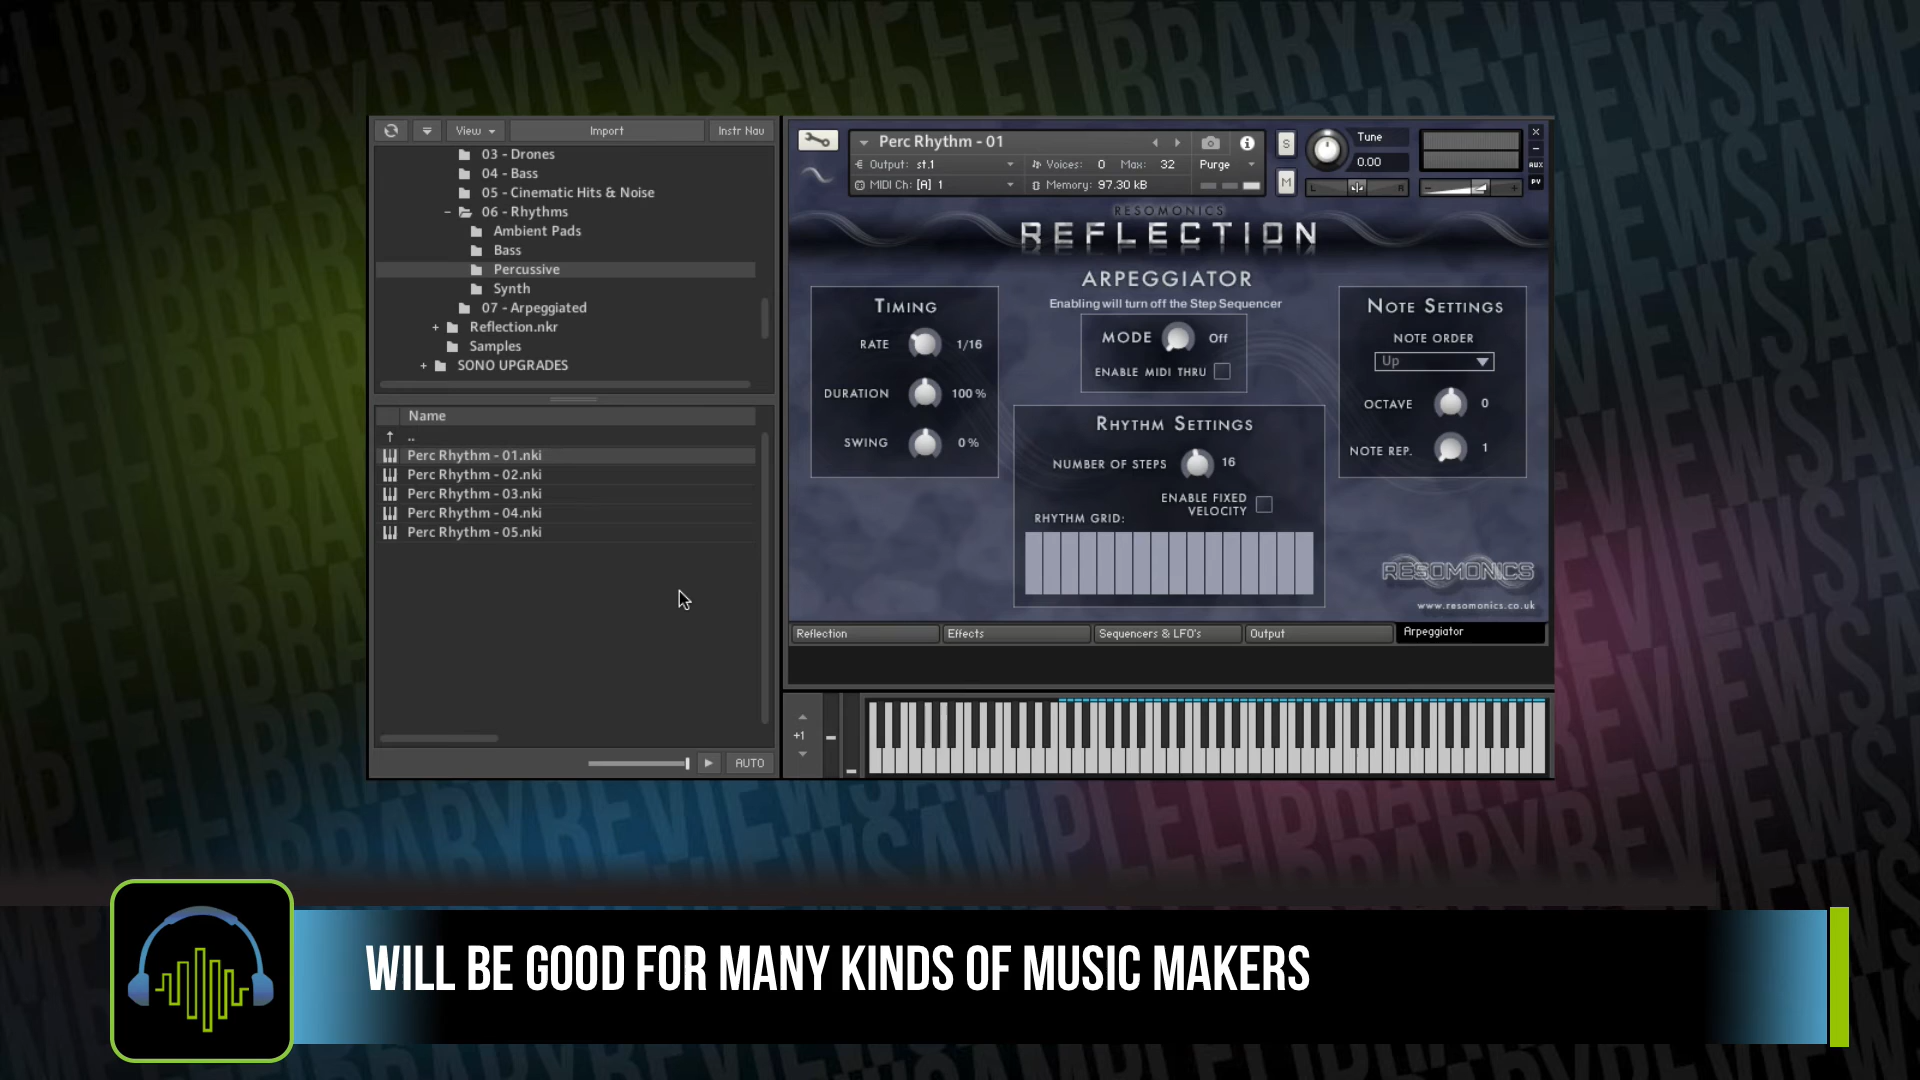 View
Import
Instr Nav
03 - Drones
04 - Bass
05 - Cinematic Hits & Noise
06 - Rhythms
Ambient Pads
Bass
Percussive
Synth
07 - Arpeggiated
Reflection.nkr
Samples
SONO UPGRADES
Name
..
Perc Rhythm - 01.nki
Perc Rhythm - 02.nki
Perc Rhythm - 03.nki
Perc Rhythm - 04.nki
Perc Rhythm - 05.nki
AUTO
Perc Rhythm - 01
Output: st.1
Voices: 0 Max: 32
Purge
MIDI Ch: [A] 1
Memory: 97.30 kB
S
M
Tune
0.00
L
R
AUX
PV
RESOMONICS
REFLECTION
ARPEGGIATOR
Enabling will turn off the Step Sequencer
TIMING
RATE 1/16
DURATION 100 %
SWING 0 %
MODE Off
ENABLE MIDI THRU
RHYTHM SETTINGS
NUMBER OF STEPS 16
ENABLE FIXED
VELOCITY
RHYTHM GRID:
NOTE SETTINGS
NOTE ORDER
Up
OCTAVE 0
NOTE REP. 1
RESOMONICS
www.resomonics.co.uk
Reflection
Effects
Sequencers & LFO's
Output
Arpeggiator
+1
WILL BE GOOD FOR MANY KINDS OF MUSIC MAKERS